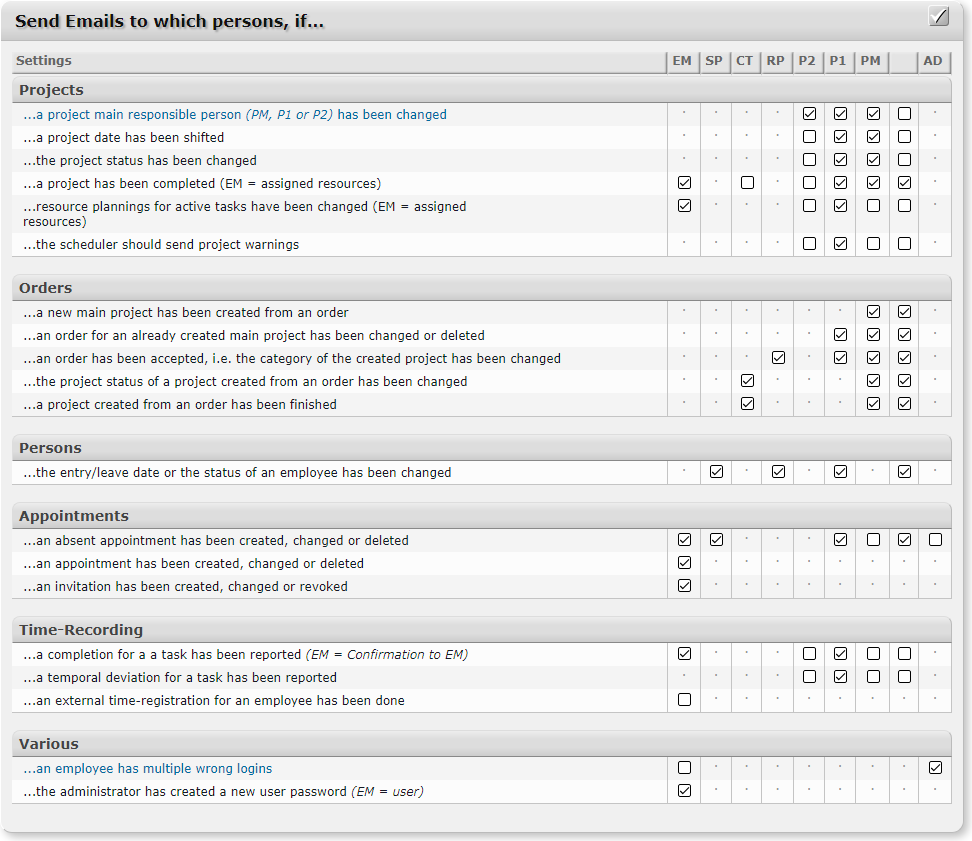 Send Emails to which persons, if...
Settings EM SP CT RP P2 P1 PM AD
Projects
...a project main responsible person (PM, P1 or P2) has been changed
...a project date has been shifted
...the project status has been changed
...a project has been completed (EM = assigned resources)
...resource plannings for active tasks have been changed (EM = assigned
resources)
...the scheduler should send project warnings
Orders
...a new main project has been created from an order
...an order for an already created main project has been changed or deleted
...an order has been accepted, i.e. the category of the created project has been changed
...the project status of a project created from an order has been changed
...a project created from an order has been finished
Persons
...the entry/leave date or the status of an employee has been changed
Appointments
...an absent appointment has been created, changed or deleted
...an appointment has been created, changed or deleted
...an invitation has been created, changed or revoked
Time-Recording
...a completion for a a task has been reported (EM = Confirmation to EM)
...a temporal deviation for a task has been reported
...an external time-registration for an employee has been done
Various
...an employee has multiple wrong logins
...the administrator has created a new user password (EM = user)